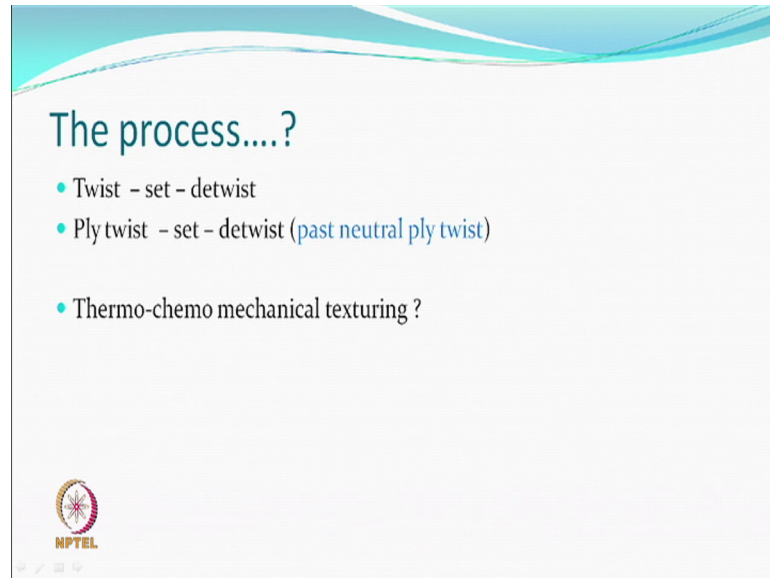 The process....?
Twist – set – detwist
Ply twist – set – detwist (past neutral ply twist)
Thermo-chemo mechanical texturing ?
NPTEL